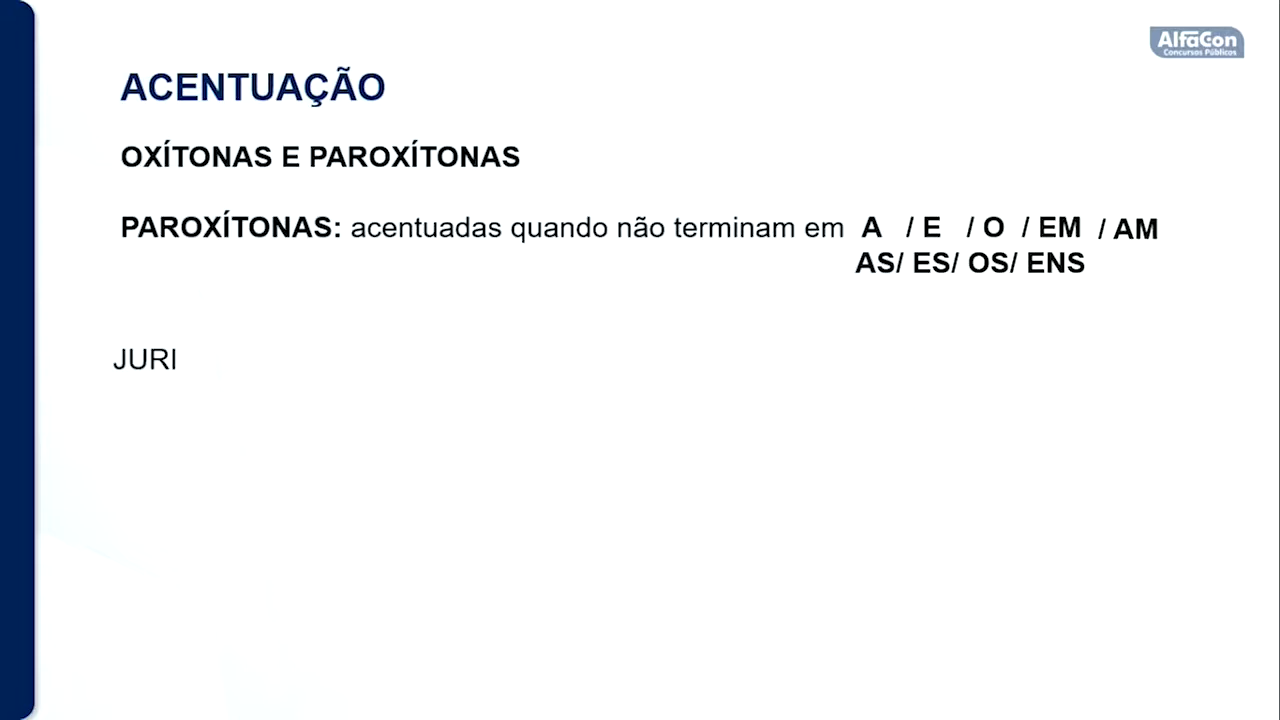 AlfaCon
Concursos Públicos
ACENTUAÇÃO
OXÍTONAS E PAROXÍTONAS
PAROXÍTONAS: acentuadas quando não terminam em A / E / O / EM / AM
AS/ ES/ OS/ ENS
JURI